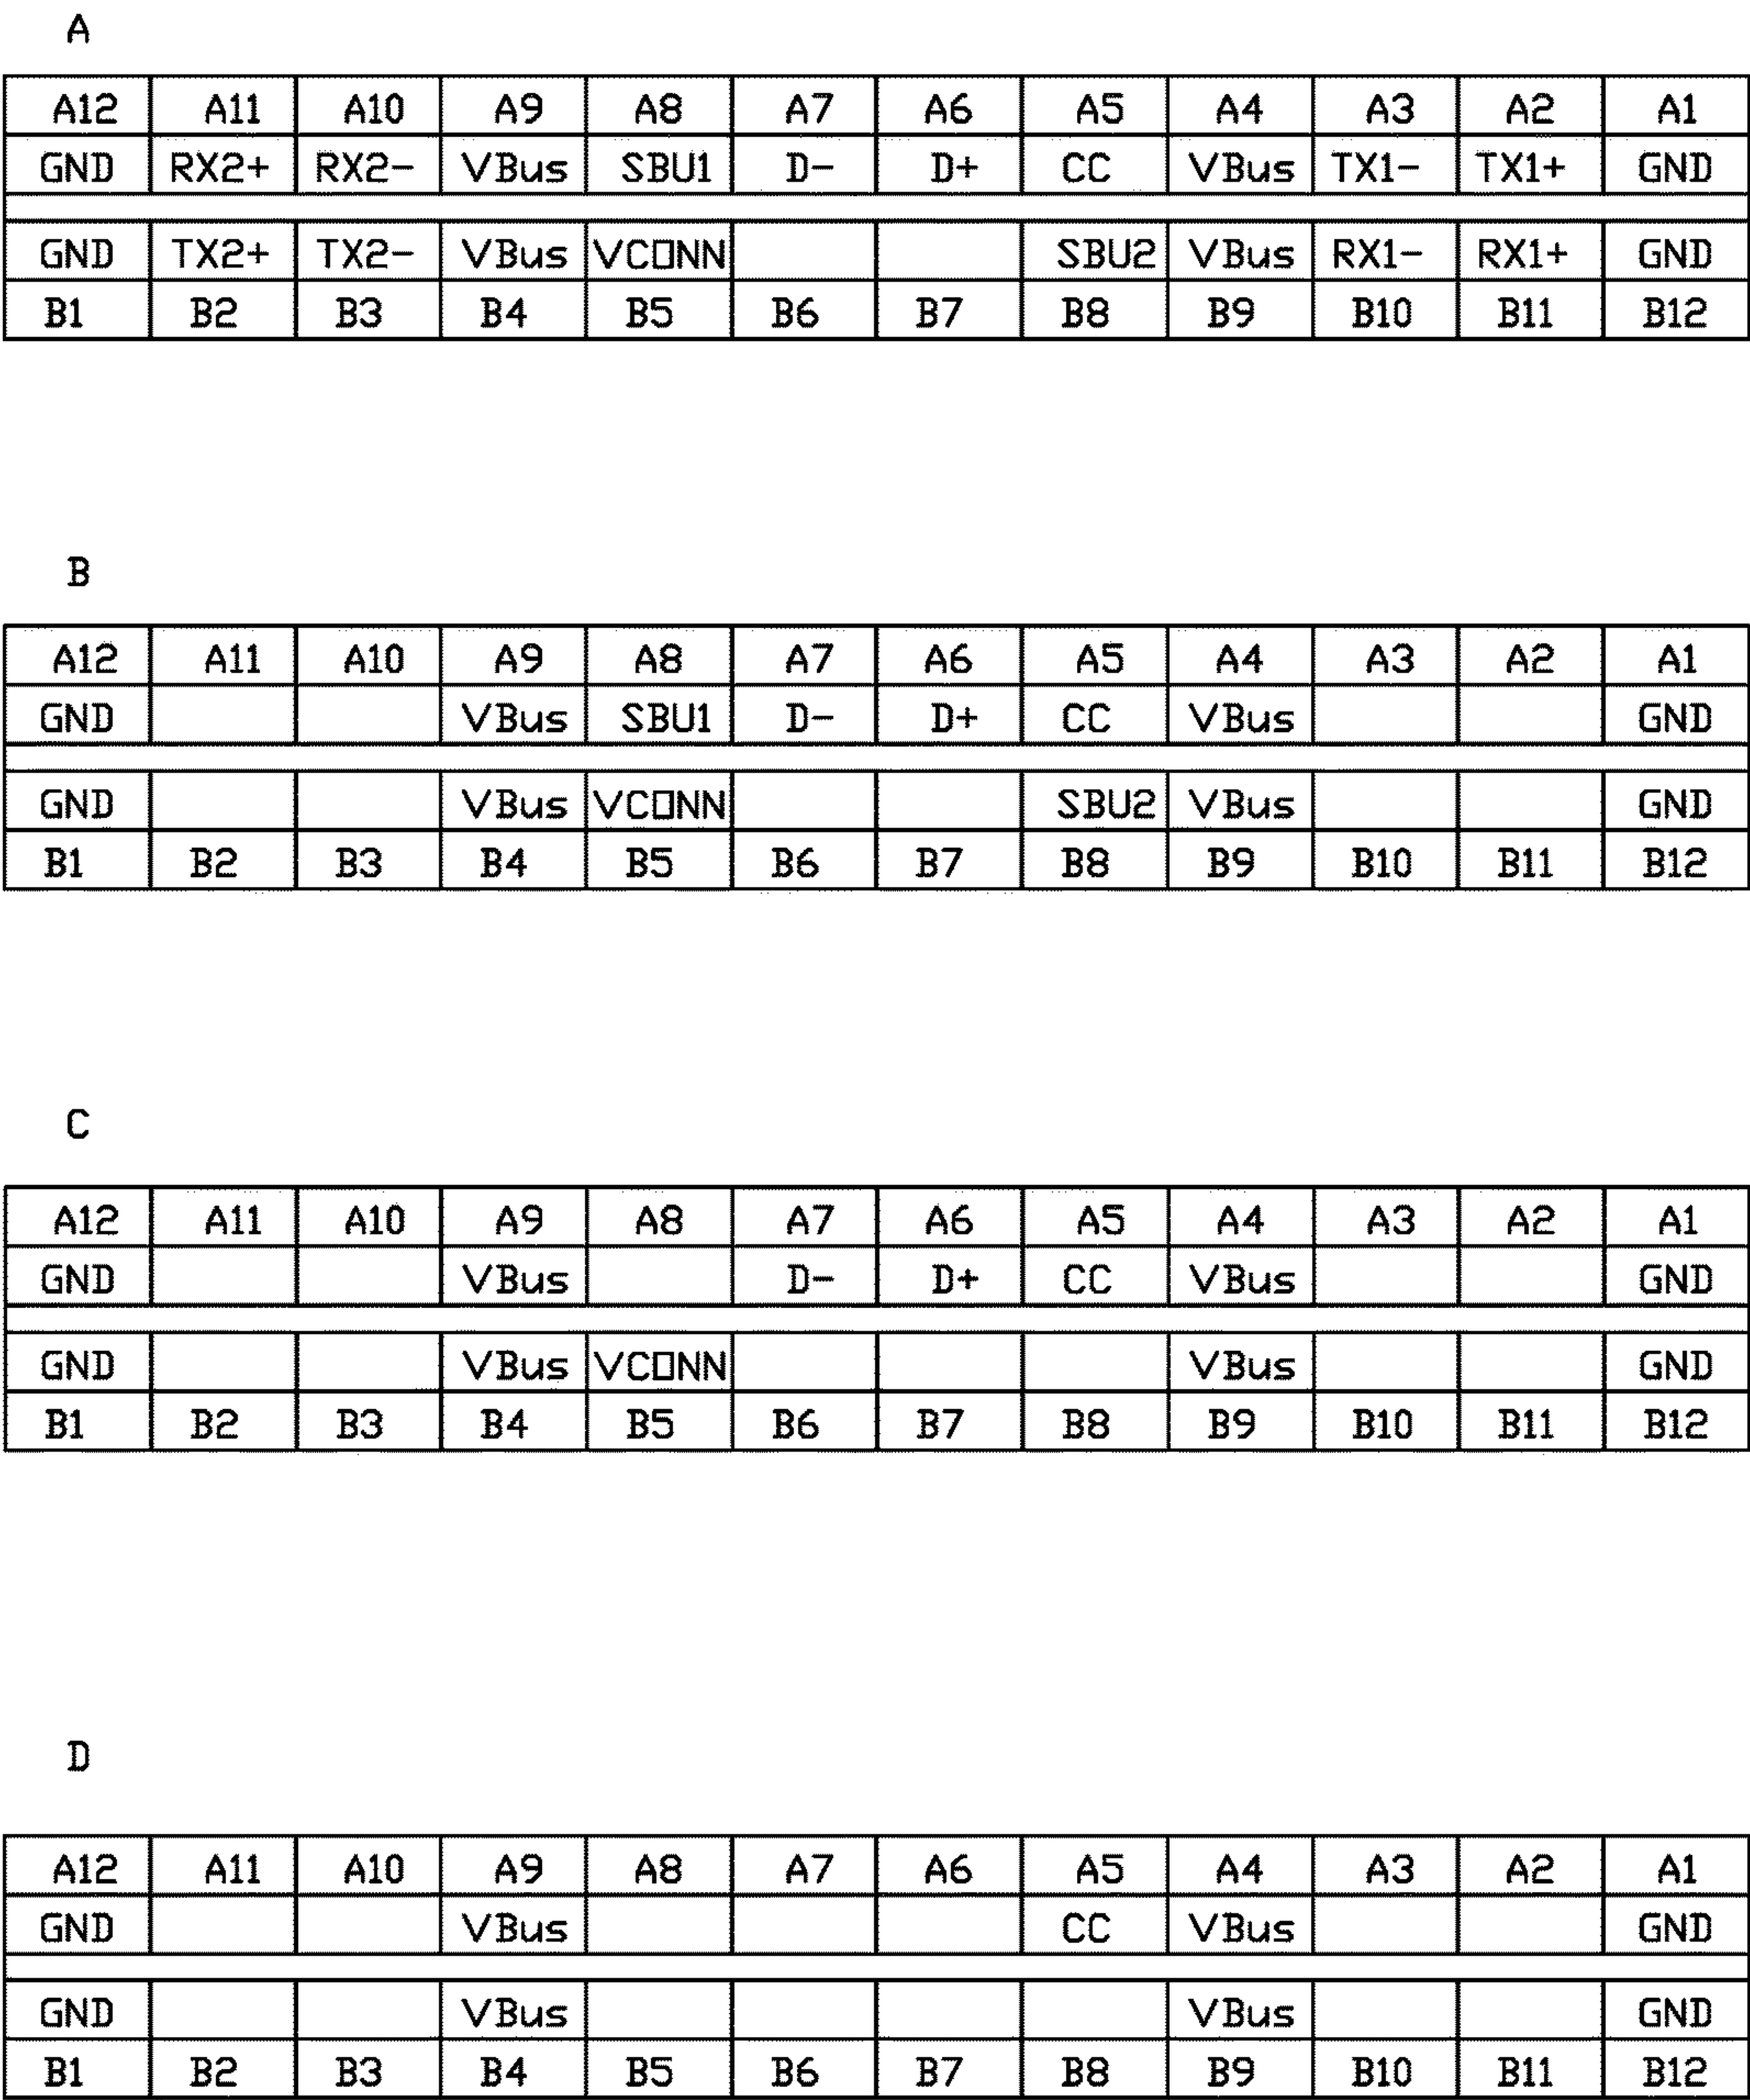 A
A12 A11 A10 A9 A8 A7 A6 A5 A4 A3 A2 A1
GND RX2+ RX2- VBus SBU1 D- D+ CC VBus TX1- TX1+ GND
GND TX2+ TX2- VBus VCONN SBU2 VBus RX1- RX1+ GND
B1 B2 B3 B4 B5 B6 B7 B8 B9 B10 B11 B12
B
A12 A11 A10 A9 A8 A7 A6 A5 A4 A3 A2 A1
GND VBus SBU1 D- D+ CC VBus GND
GND VBus VCONN SBU2 VBus GND
B1 B2 B3 B4 B5 B6 B7 B8 B9 B10 B11 B12
C
A12 A11 A10 A9 A8 A7 A6 A5 A4 A3 A2 A1
GND VBus D- D+ CC VBus GND
GND VBus VCONN VBus GND
B1 B2 B3 B4 B5 B6 B7 B8 B9 B10 B11 B12
D
A12 A11 A10 A9 A8 A7 A6 A5 A4 A3 A2 A1
GND VBus CC VBus GND
GND VBus VBus GND
B1 B2 B3 B4 B5 B6 B7 B8 B9 B10 B11 B12